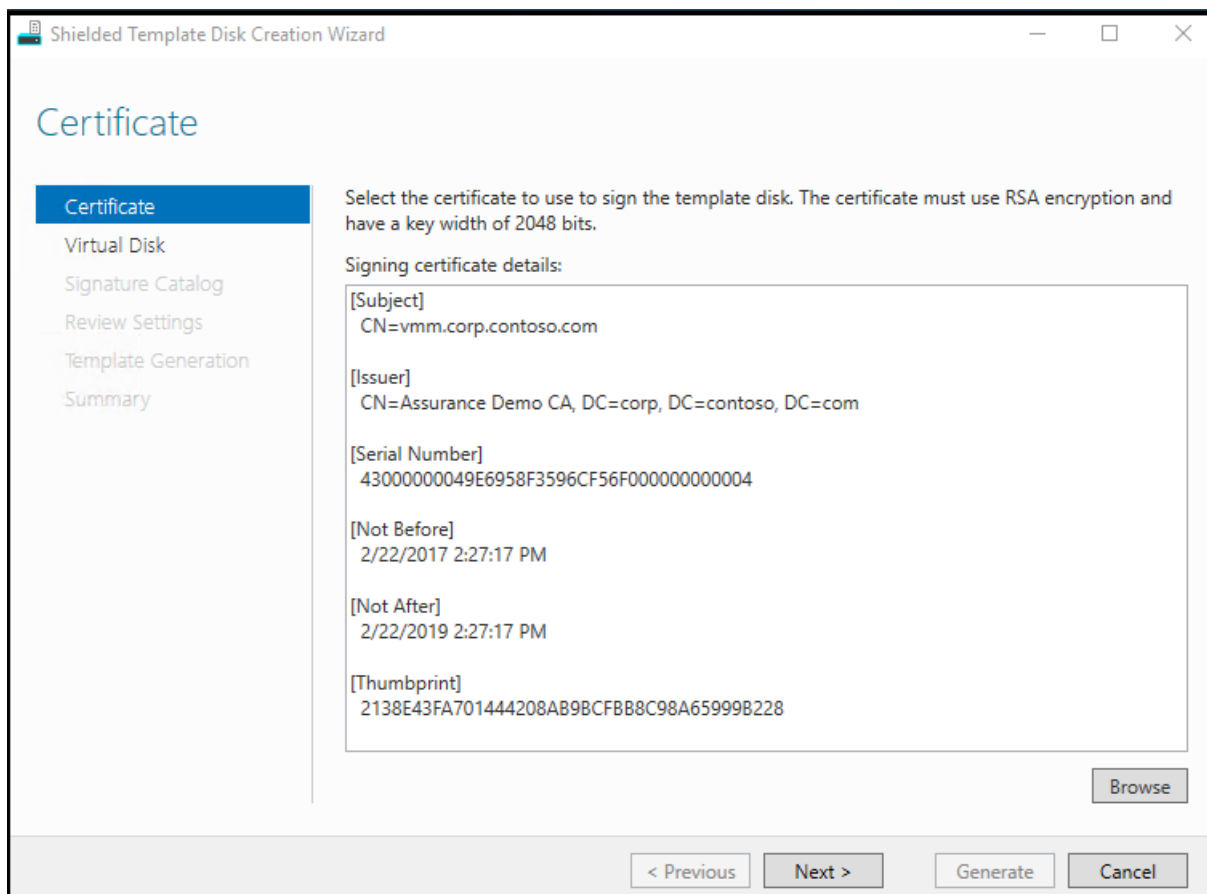 Shielded Template Disk Creation Wizard
Certificate
Certificate
Virtual Disk
Signature Catalog
Review Settings
Template Generation
Summary
Select the certificate to use to sign the template disk. The certificate must use RSA encryption and
have a key width of 2048 bits.
Signing certificate details:
[Subject]
CN=vmm.corp.contoso.com
[Issuer]
CN=Assurance Demo CA, DC=corp, DC=contoso, DC=com
[Serial Number]
43000000049E6958F3596CF56F000000000004
[Not Before]
2/22/2017 2:27:17 PM
[Not After]
2/22/2019 2:27:17 PM
[Thumbprint]
2138E43FA701444208AB9BCFBB8C98A65999B228
Browse
< Previous
Next >
Generate
Cancel